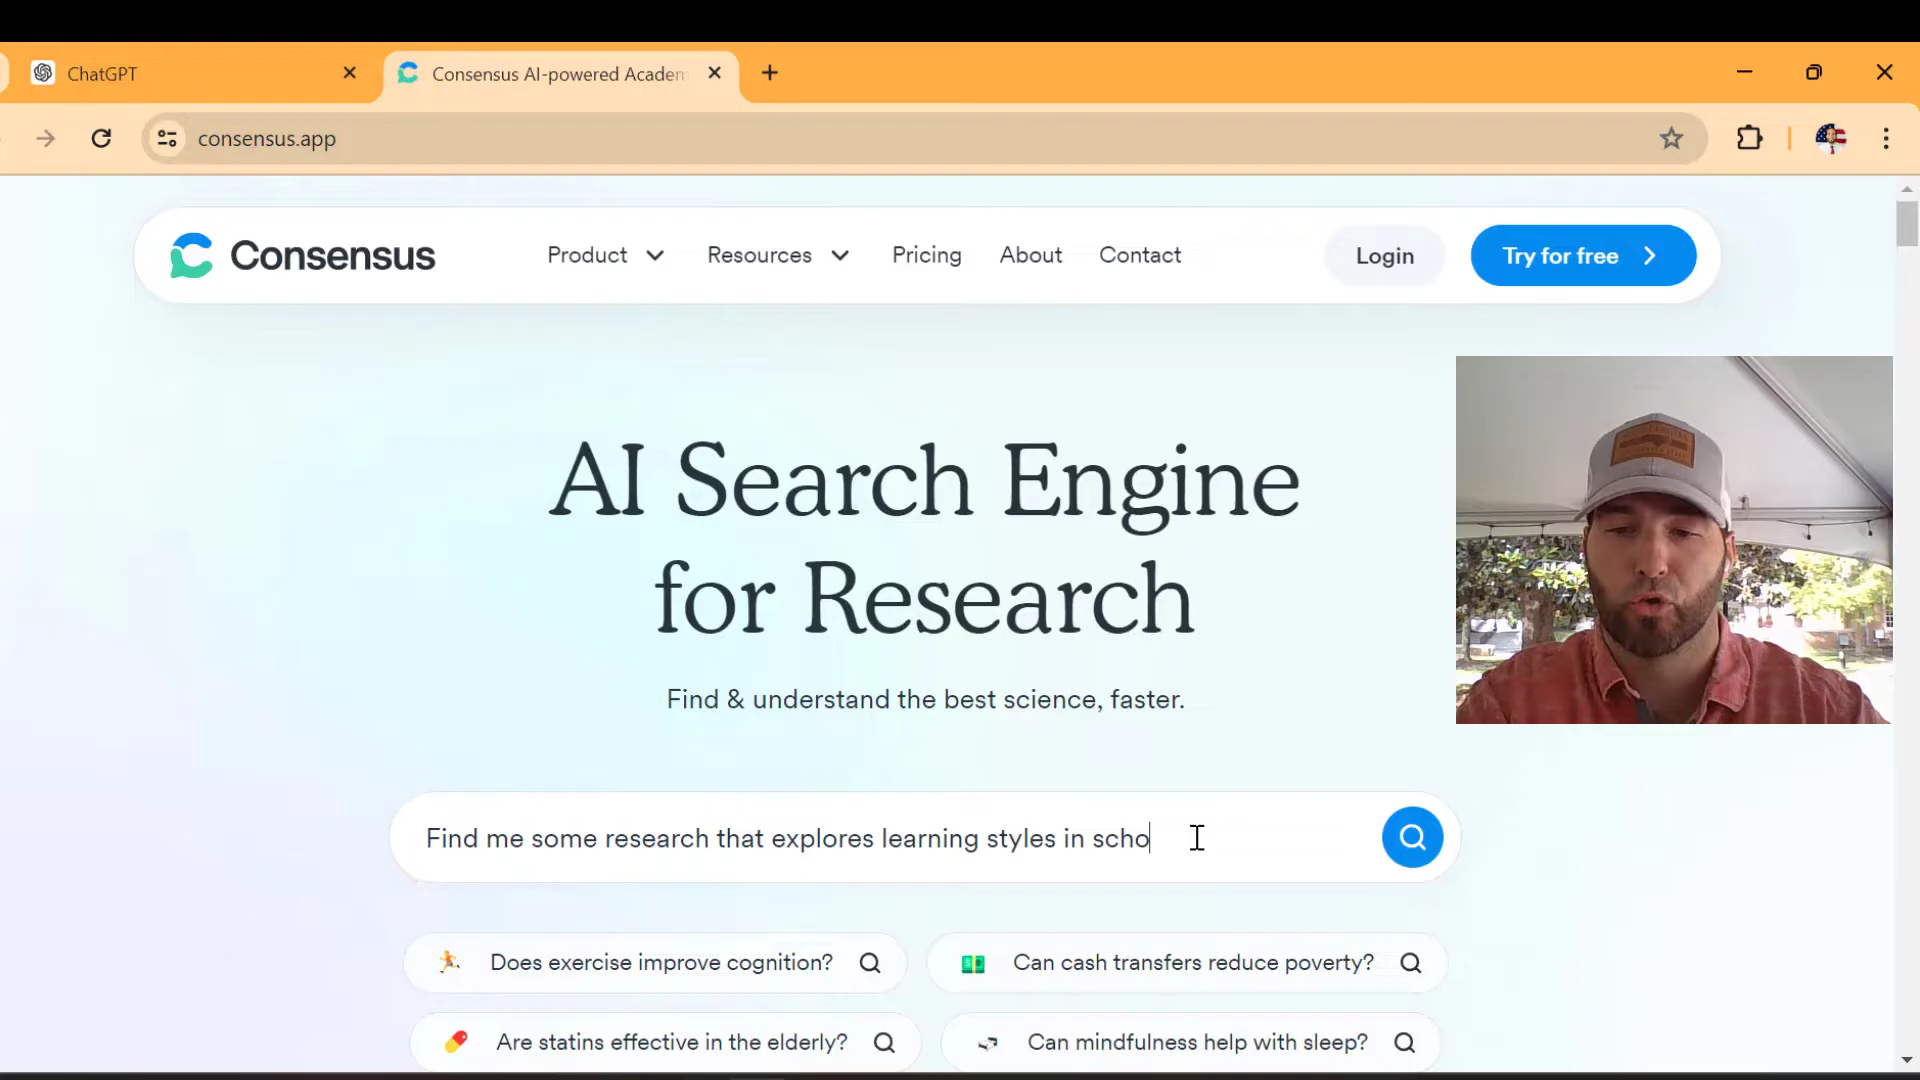 ChatGPT
Consensus AI-powered Academ
consensus.app
Consensus
Product
Resources
Pricing
About
Contact
Login
Try for free
AI Search Engine
for Research
Find & understand the best science, faster.
Find me some research that explores learning styles in scho
Does exercise improve cognition?
Can cash transfers reduce poverty?
Are statins effective in the elderly?
Can mindfulness help with sleep?